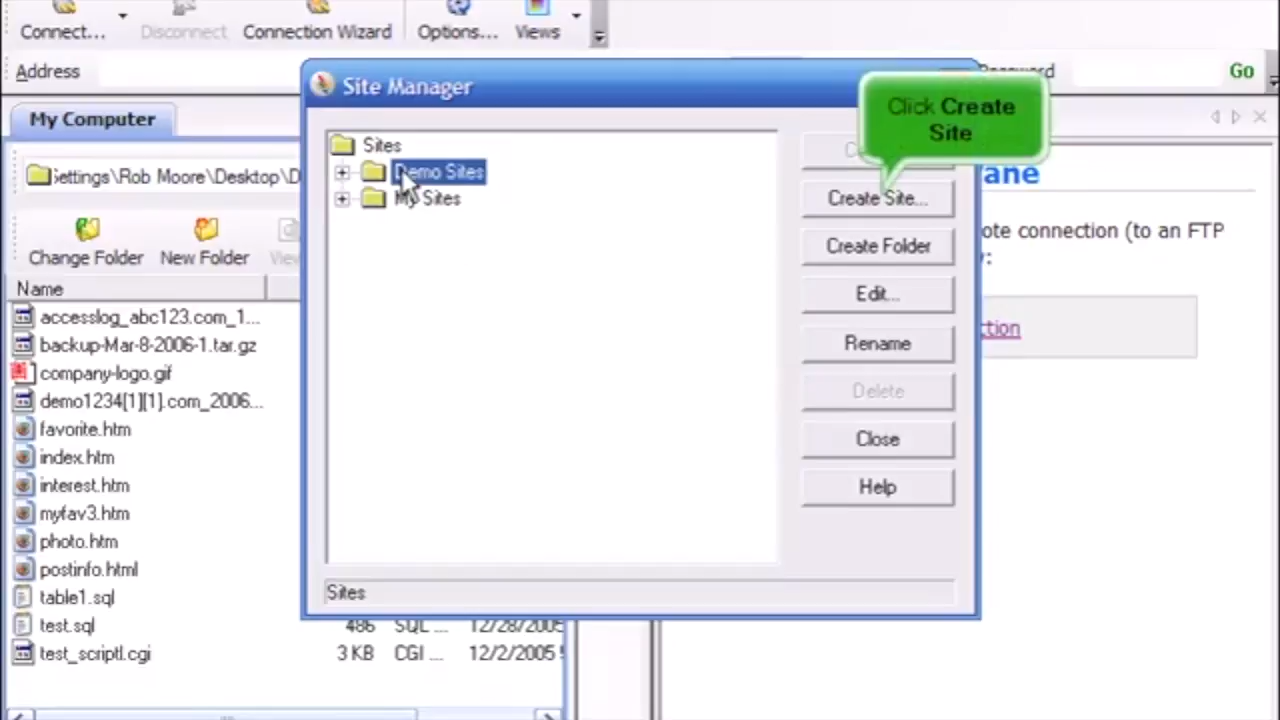 Connect...
Disconnect
Connection Wizard
Options...
Views
Address
Password
Go
My Computer
Settings\Rob Moore\Desktop\D
Change Folder
New Folder
View
Name
accesslog_abc123.com_1...
backup-Mar-8-2006-1.tar.gz
company-logo.gif
demo1234[1][1].com_2006...
favorite.htm
index.htm
interest.htm
myfav3.htm
photo.htm
postinfo.html
table1.sql
test.sql 486 SQL ... 12/28/2005
test_scriptl.cgi 3 KB CGI ... 12/2/2005
Site Manager
Sites
Demo Sites
My Sites
Click Create
Site
Create Site...
Create Folder
Edit...
Rename
Delete
Close
Help
Sites
ane
ote connection (to an FTP
y:
ction